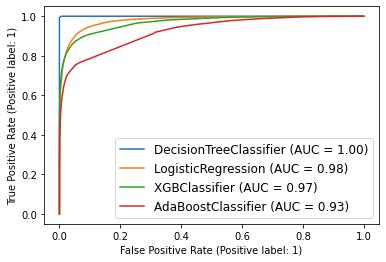 1.0
0.8
0.6
0.4
0.2
0.0
True Positive Rate (Positive label: 1)
DecisionTreeClassifier (AUC = 1.00)
LogisticRegression (AUC = 0.98)
XGBClassifier (AUC = 0.97)
AdaBoostClassifier (AUC = 0.93)
0.0 0.2 0.4 0.6 0.8 1.0
False Positive Rate (Positive label: 1)